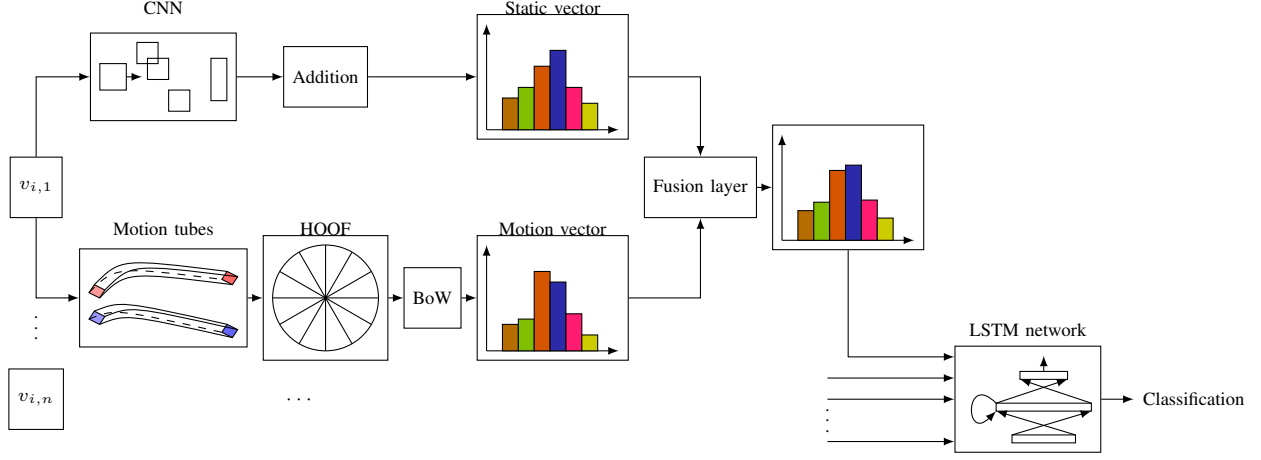 CNN
Static vector
Addition
$v_{i,1}$
Fusion layer
Motion tubes
HOOF
Motion vector
BoW
⋮
LSTM network
$v_{i,n}$
...
⋮
Classification